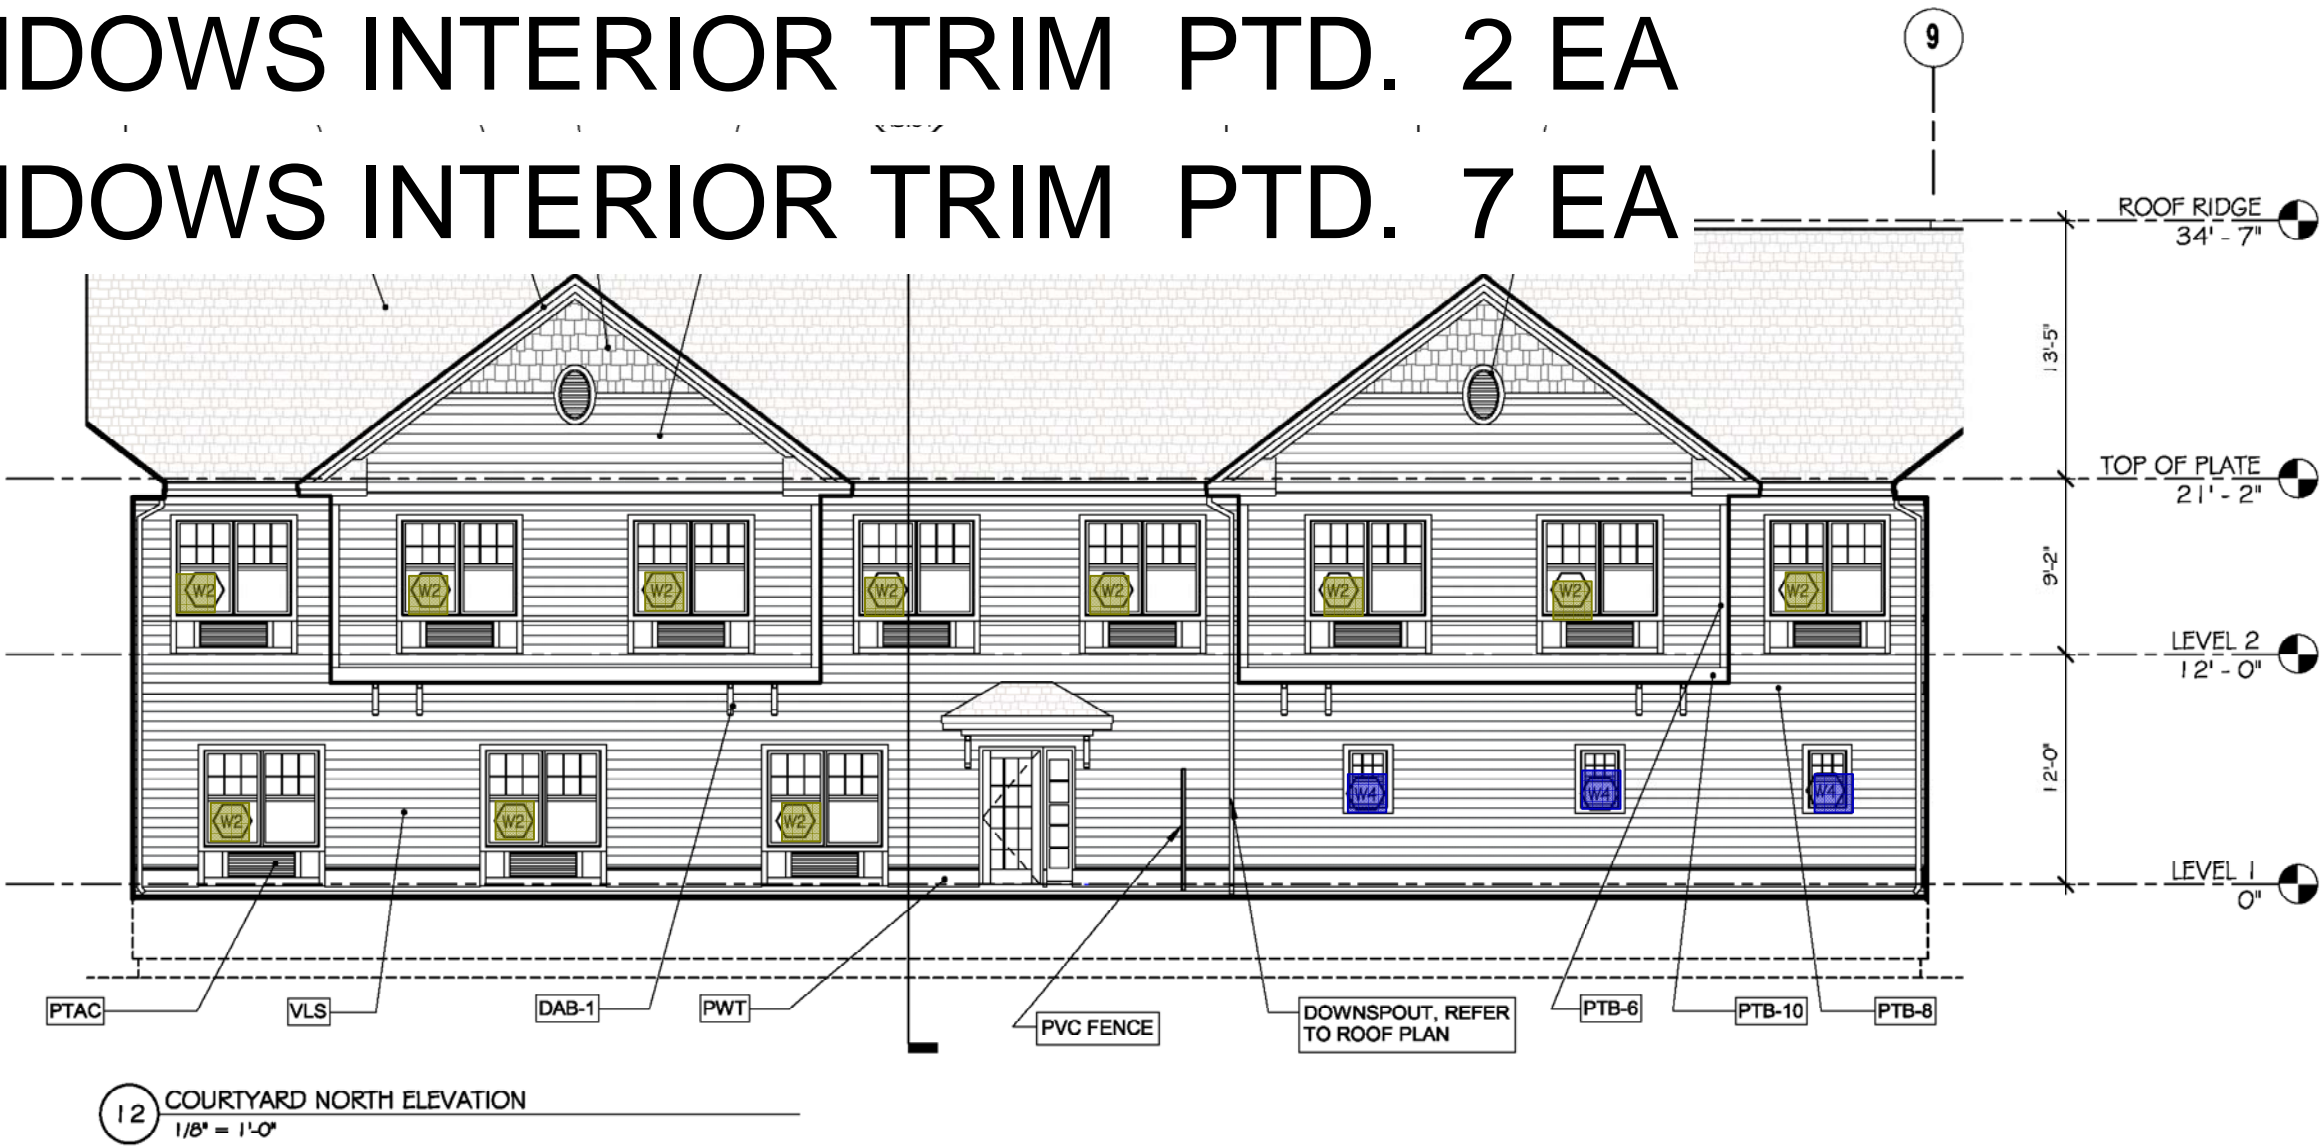 NDOWS INTERIOR TRIM PTD. 2 EA
9
NDOWS INTERIOR TRIM PTD. 7 EA
ROOF RIDGE
34' - 7"
13'-5"
TOP OF PLATE
21' - 2"
9'-2"
W2 W2 W2 W2 W2 W2 W2 W2
LEVEL 2
12' - 0"
12'-0"
W2 W2 W2 W4 W4 W4
LEVEL 1
0"
PTAC
VLS
DAB-1
PWT
PVC FENCE
DOWNSPOUT, REFER
TO ROOF PLAN
PTB-6
PTB-10
PTB-8
12
COURTYARD NORTH ELEVATION
1/8" = 1'-0"